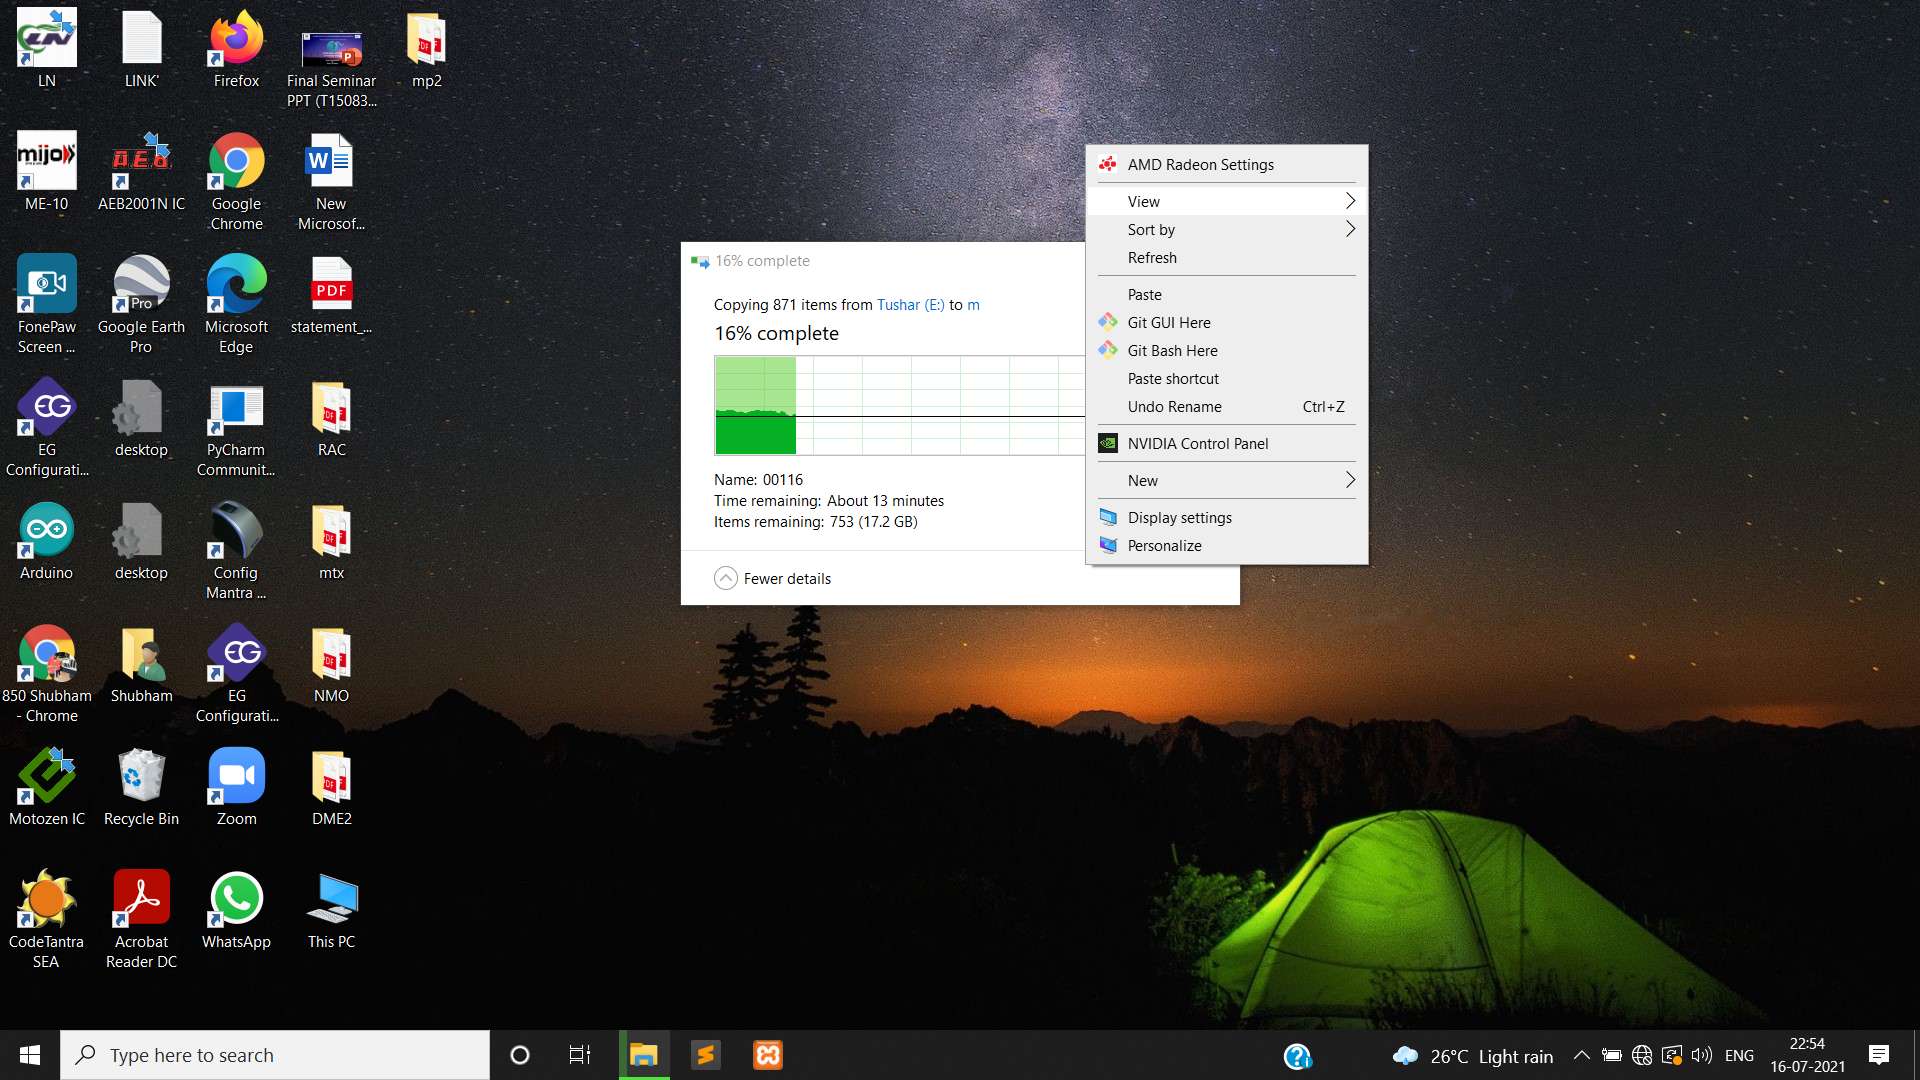 LN
LINK'
Firefox
Final Seminar
PPT (T15083...
mp2
mijo
ME-10
AEB2001N IC
Google
Chrome
New
Microsof...
FonePaw
Screen ...
Pro
Google Earth
Pro
Microsoft
Edge
PDF
statement_...
EG
EG
Configurati...
desktop
PyCharm
Communit...
RAC
Arduino
desktop
Config
Mantra ...
mtx
850 Shubham
- Chrome
Shubham
EG
EG
Configurati...
NMO
Motozen IC
Recycle Bin
Zoom
DME2
CodeTantra
SEA
Acrobat
Reader DC
WhatsApp
This PC
16% complete
Copying 871 items from Tushar (E:) to m
16% complete
Name: 00116
Time remaining: About 13 minutes
Items remaining: 753 (17.2 GB)
Fewer details
AMD Radeon Settings
View
Sort by
Refresh
Paste
Git GUI Here
Git Bash Here
Paste shortcut
Undo Rename Ctrl+Z
NVIDIA Control Panel
New
Display settings
Personalize
Type here to search
26°C Light rain
ENG
22:54
16-07-2021